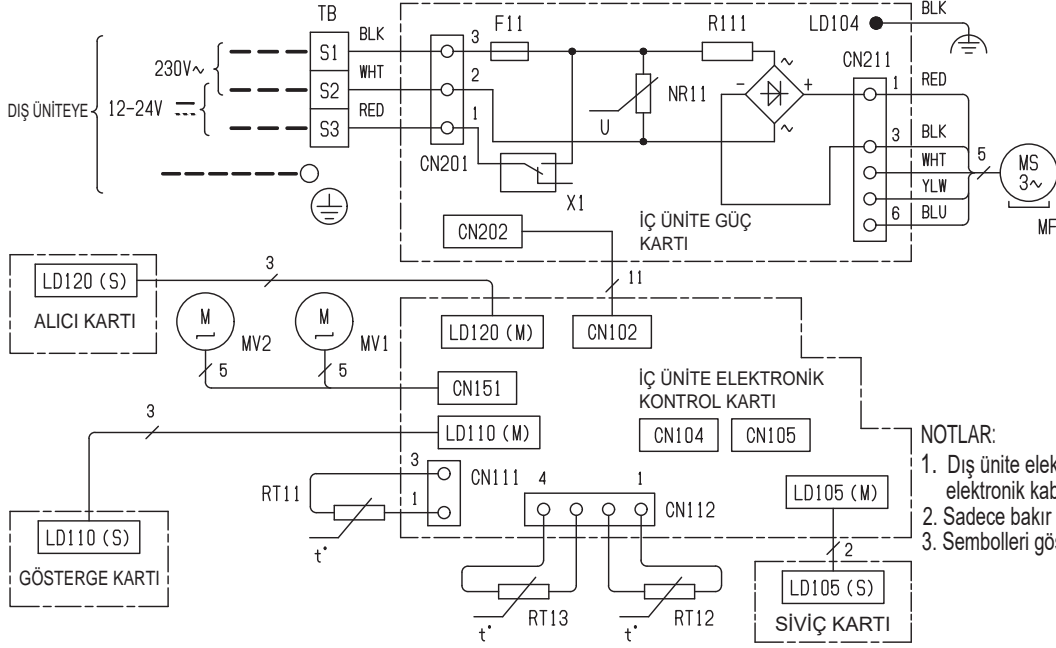 TB
DIŞ ÜNİTEYE
230V~
12-24V
S1
S2
S3
BLK
WHT
RED
3
2
1
CN201
F11
X1
NR11
U
R111
~
-
+
~
LD104
BLK
CN211
1
3
6
RED
BLK
WHT
YLW
BLU
5
MS
3~
MF
İÇ ÜNİTE GÜÇ
KARTI
CN202
11
LD120 (S)
ALICI KARTI
3
M
MV2
5
M
MV1
5
LD120 (M)
CN102
CN151
LD110 (M)
İÇ ÜNİTE ELEKTRONİK
KONTROL KARTI
CN104
CN105
3
LD110 (S)
GÖSTERGE KARTI
RT11
t°
3
1
CN111
4
1
CN112
t°
RT13
t°
RT12
LD105 (M)
2
LD105 (S)
SİVİÇ KARTI
NOTLAR:
1. Dış ünite elek
elektronik kab
2. Sadece bakır
3. Sembolleri gös